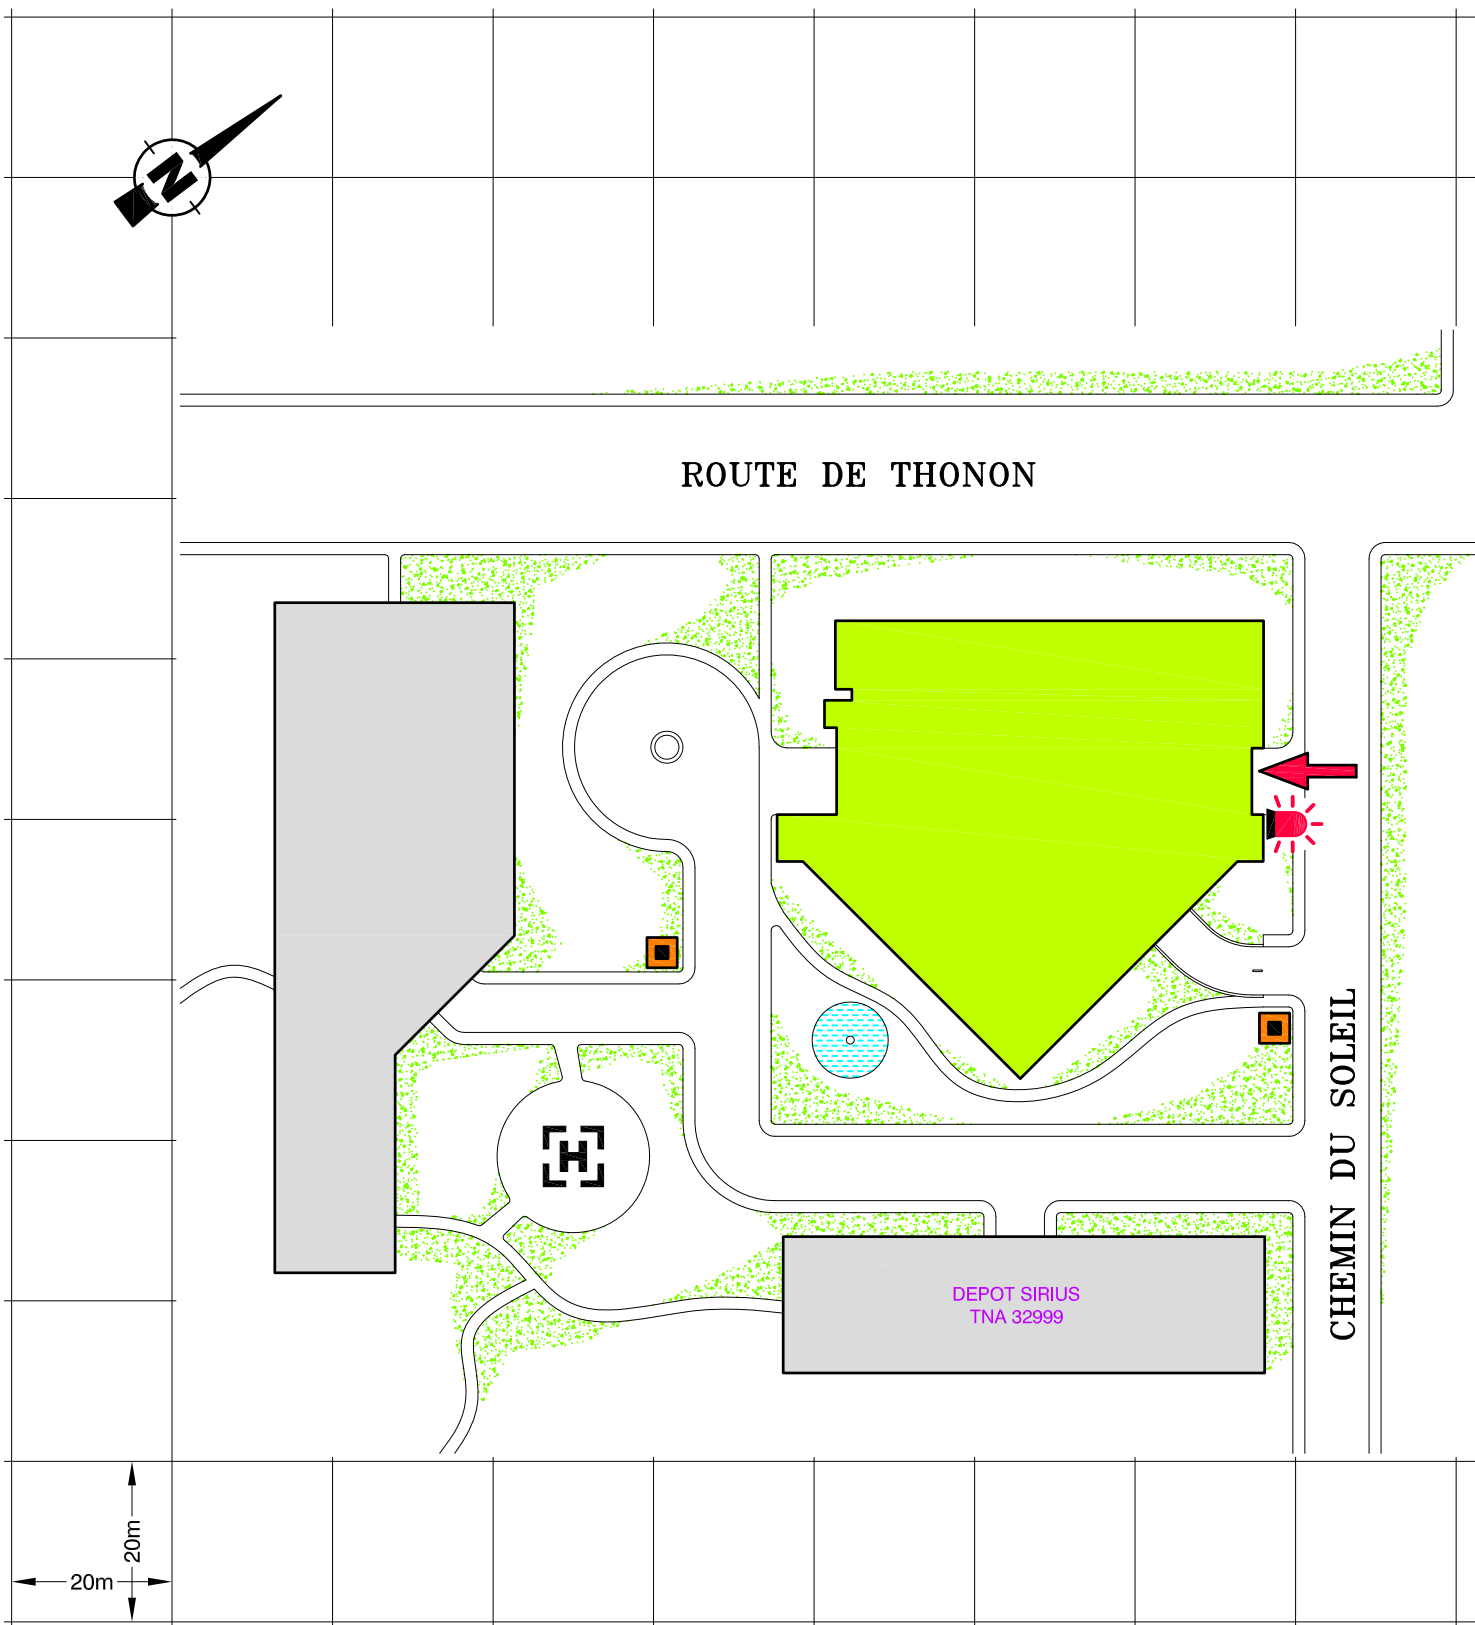 N
ROUTE DE THONON
CHEMIN DU SOLEIL
H
DEPOT SIRIUS
TNA 32999
20m
20m